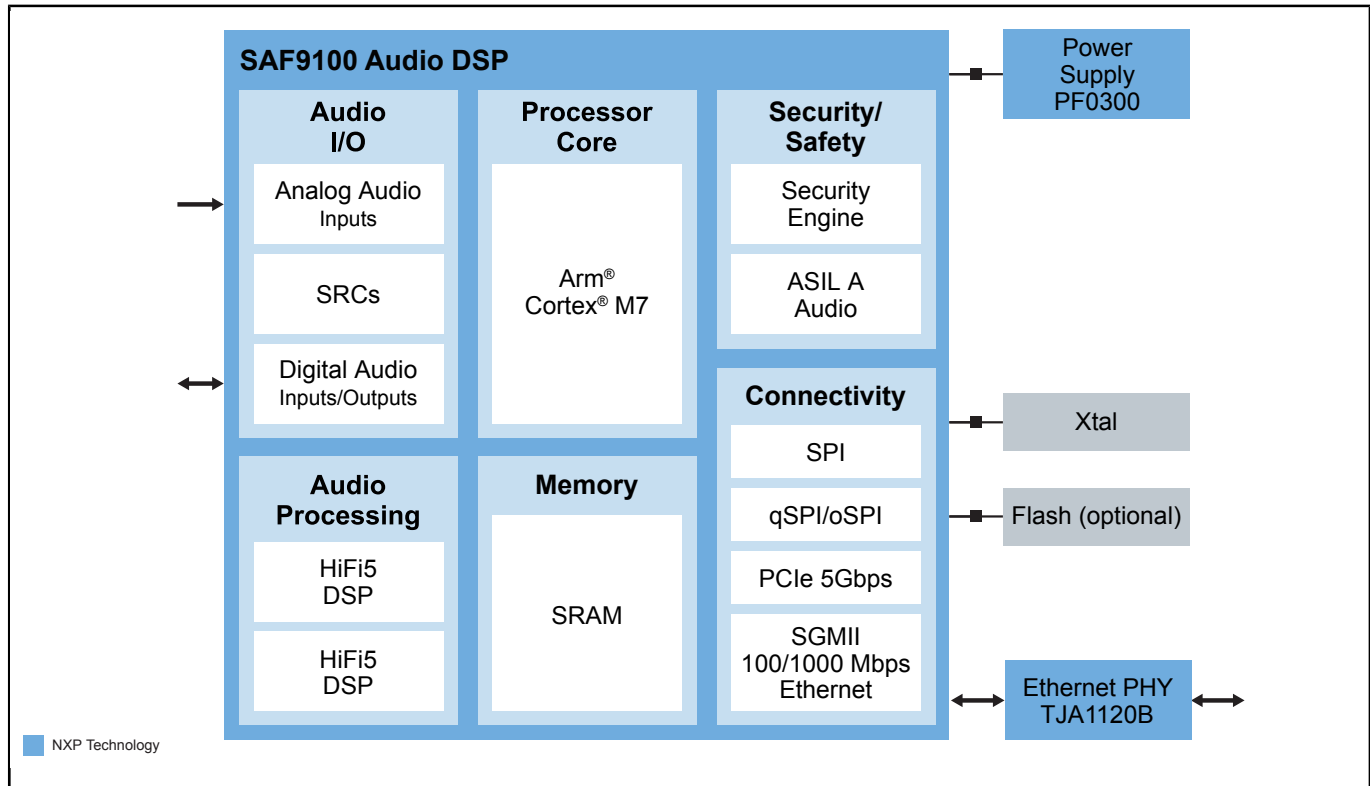 SAF9100 Audio DSP
Audio
I/O
Analog Audio
Inputs
SRCs
Digital Audio
Inputs/Outputs
Processor
Core
Arm®
Cortex® M7
Security/
Safety
Security
Engine
ASIL A
Audio
Audio
Processing
HiFi5
DSP
HiFi5
DSP
Memory
SRAM
Connectivity
SPI
qSPI/oSPI
PCIe 5Gbps
SGMII
100/1000 Mbps
Ethernet
Power
Supply
PF0300
Xtal
Flash (optional)
Ethernet PHY
TJA1120B
NXP Technology